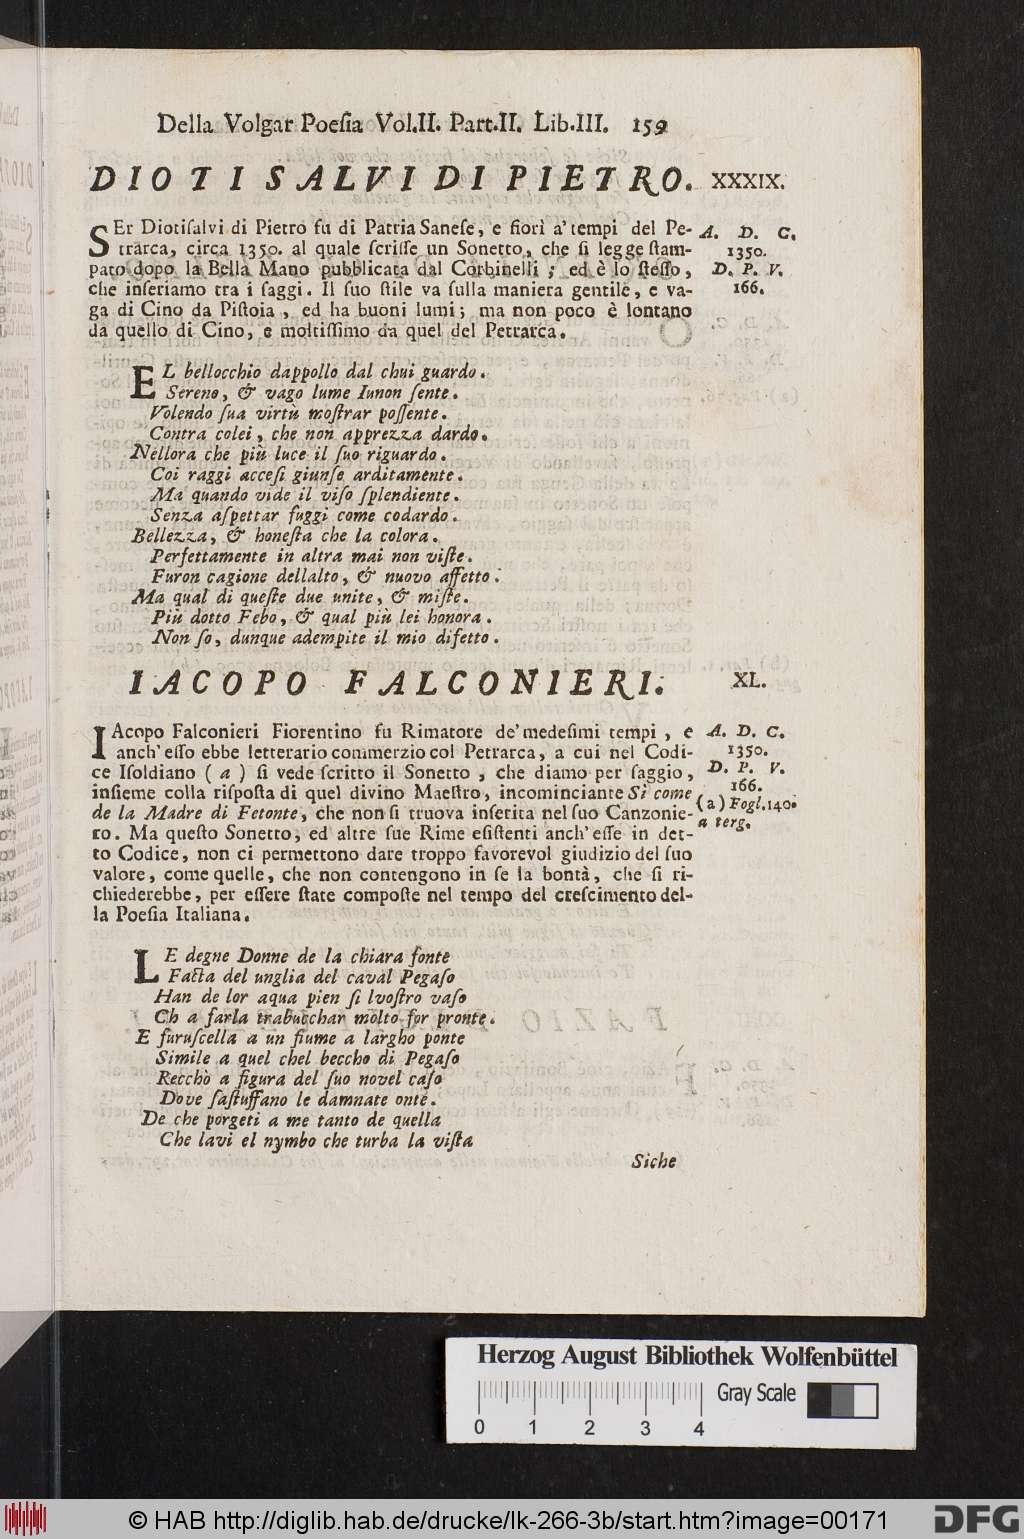 Della Volgar Poeſia Vol.II. Part.II. Lib.III. 159
DIOTISALVI DI PIETRO. XXXIX.
SEr Diotiſalvi di Pietro fu di Patria Saneſe, e fiorì a' tempi del Pe- A. D. C.
trarca, circa 1350. al quale ſcriſſe un Sonetto, che ſi legge ſtam- 1350.
pato dopo la Bella Mano pubblicata dal Corbinelli; ed è lo ſteſſo, D. P. V.
che inſeriamo tra i ſaggi. Il ſuo ſtile va ſulla maniera gentile, e va- 166.
ga di Cino da Piſtoia, ed ha buoni lumi; ma non poco è lontano
da quello di Cino, e moltiſſimo da quel del Petrarca.
EL bellocchio dappollo dal chui guardo.
Sereno, & vago lume Iunon ſente.
Volendo ſua virtu moſtrar poſſente.
Contra colei, che non apprezza dardo.
Nellora che più luce il ſuo riguardo.
Coi raggi acceſi giunſe arditamente.
Ma quando vide il viſo ſplendiente.
Senza aſpettar fuggi come codardo.
Bellezza, & honeſta che la colora.
Perfettamente in altra mai non viſte.
Furon cagione dellalto, & nuovo affetto.
Ma qual di queſte due unite, & miſte.
Più dotto Febo, & qual più lei honora.
Non ſo, dunque adempite il mio difetto.
IACOPO FALCONIERI. XL.
IAcopo Falconieri Fiorentino fu Rimatore de' medeſimi tempi, e A. D. C.
anch' eſſo ebbe letterario commerzio col Petrarca, a cui nel Codi- 1350.
ce Iſoldiano (a) ſi vede ſcritto il Sonetto, che diamo per ſaggio, D. P. V.
inſieme colla riſpoſta di quel divino Maeſtro, incominciante Sì come 166.
de la Madre di Fetonte, che non ſi truova inſerita nel ſuo Canzonie- (a) Fogl. 140.
ro. Ma queſto Sonetto, ed altre ſue Rime eſiſtenti anch' eſſe in det- a terg.
to Codice, non ci permettono dare troppo favorevol giudizio del ſuo
valore, come quelle, che non contengono in ſe la bontà, che ſi ri-
chiederebbe, per eſſere ſtate compoſte nel tempo del creſcimento del-
la Poeſia Italiana.
LE degne Donne de la chiara fonte
Facta del unglia del caval Pegaſo
Han de lor aqua pien ſi lvoſtro vaſo
Ch a farla trabucchar molto for pronte.
E furuſcella a un fiume a largho ponte
Simile a quel chel beccho di Pegaſo
Recchò a figura del ſuo novel caſo
Dove ſaſtuffano le damnate onte.
De che porgeti a me tanto de quella
Che lavi el nymbo che turba la viſta
Siche
Herzog August Bibliothek Wolfenbüttel
Gray Scale
0 1 2 3 4
© HAB http://diglib.hab.de/drucke/lk-266-3b/start.htm?image=00171
DFG